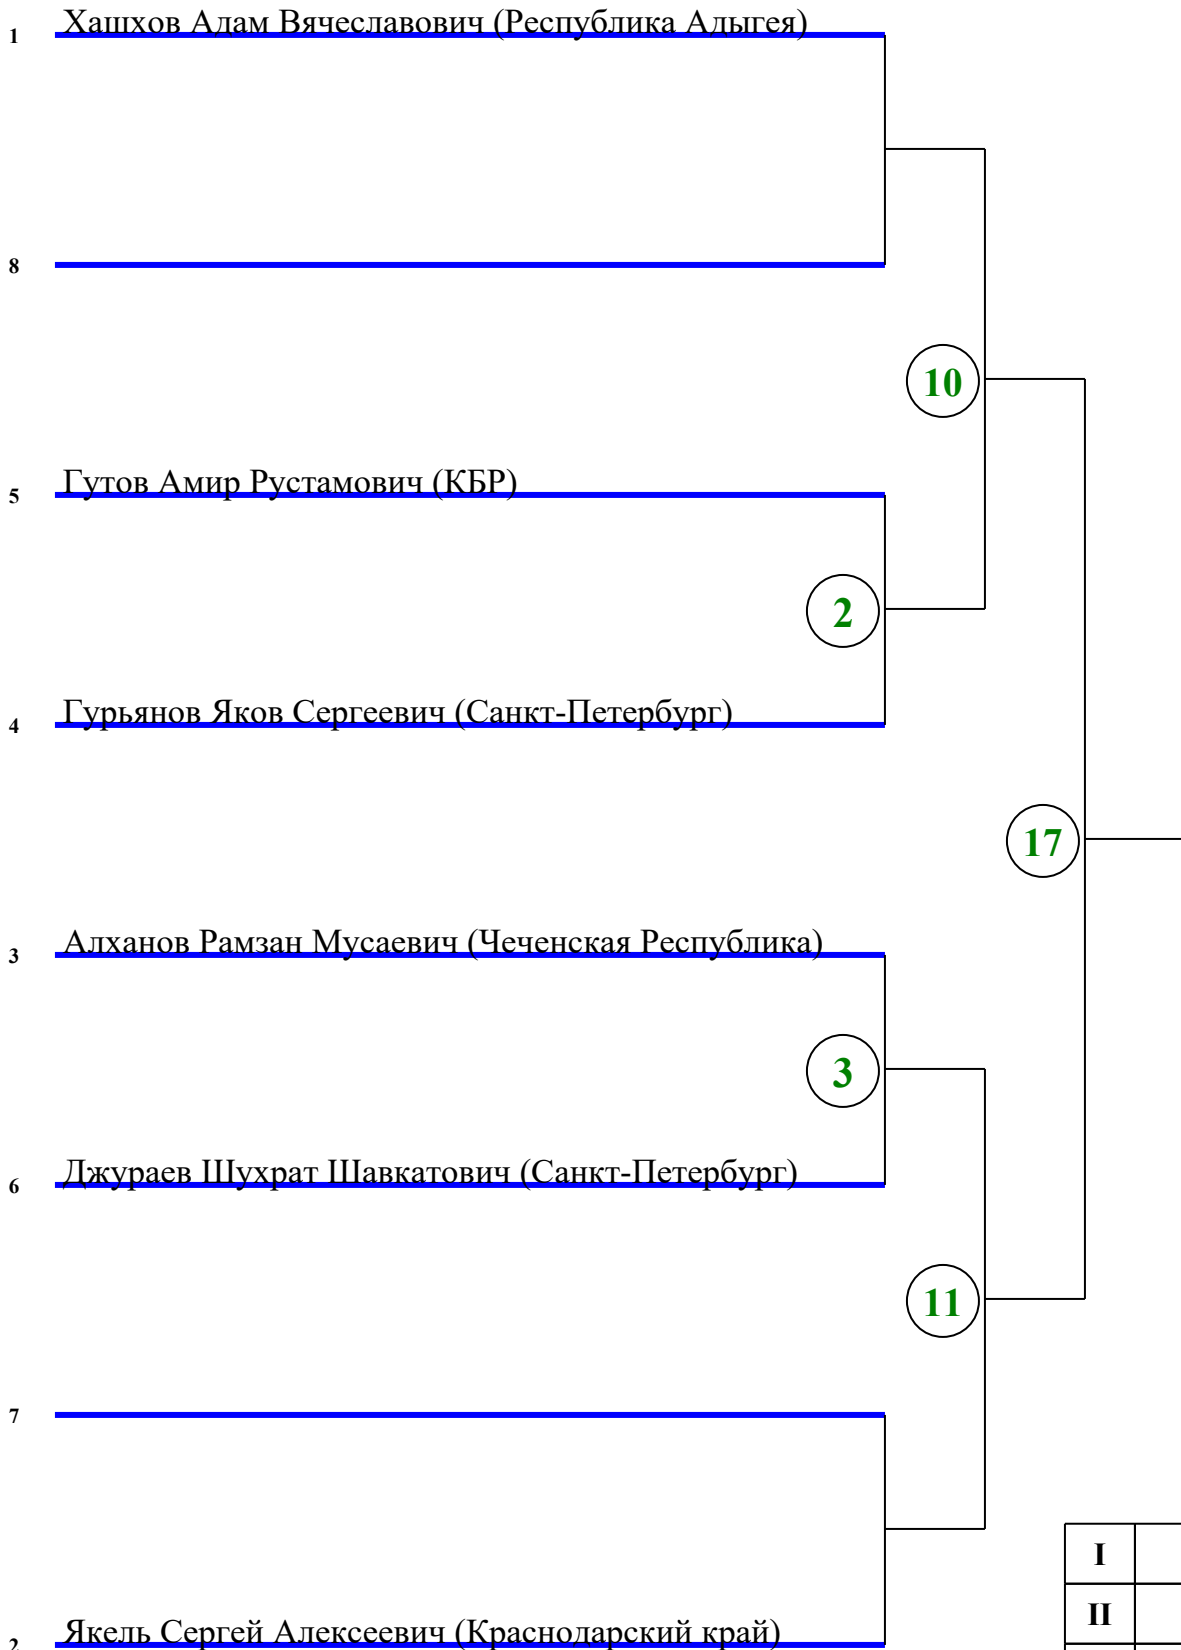 1 Хашхов Адам Вячеславович (Республика Адыгея)
8
10
5 Гутов Амир Рустамович (КБР)
2
4 Гурьянов Яков Сергеевич (Санкт-Петербург)
17
3 Алханов Рамзан Мусаевич (Чеченская Республика)
3
6 Джураев Шухрат Шавкатович (Санкт-Петербург)
11
7
I
II
2 Якель Сергей Алексеевич (Краснодарский край)